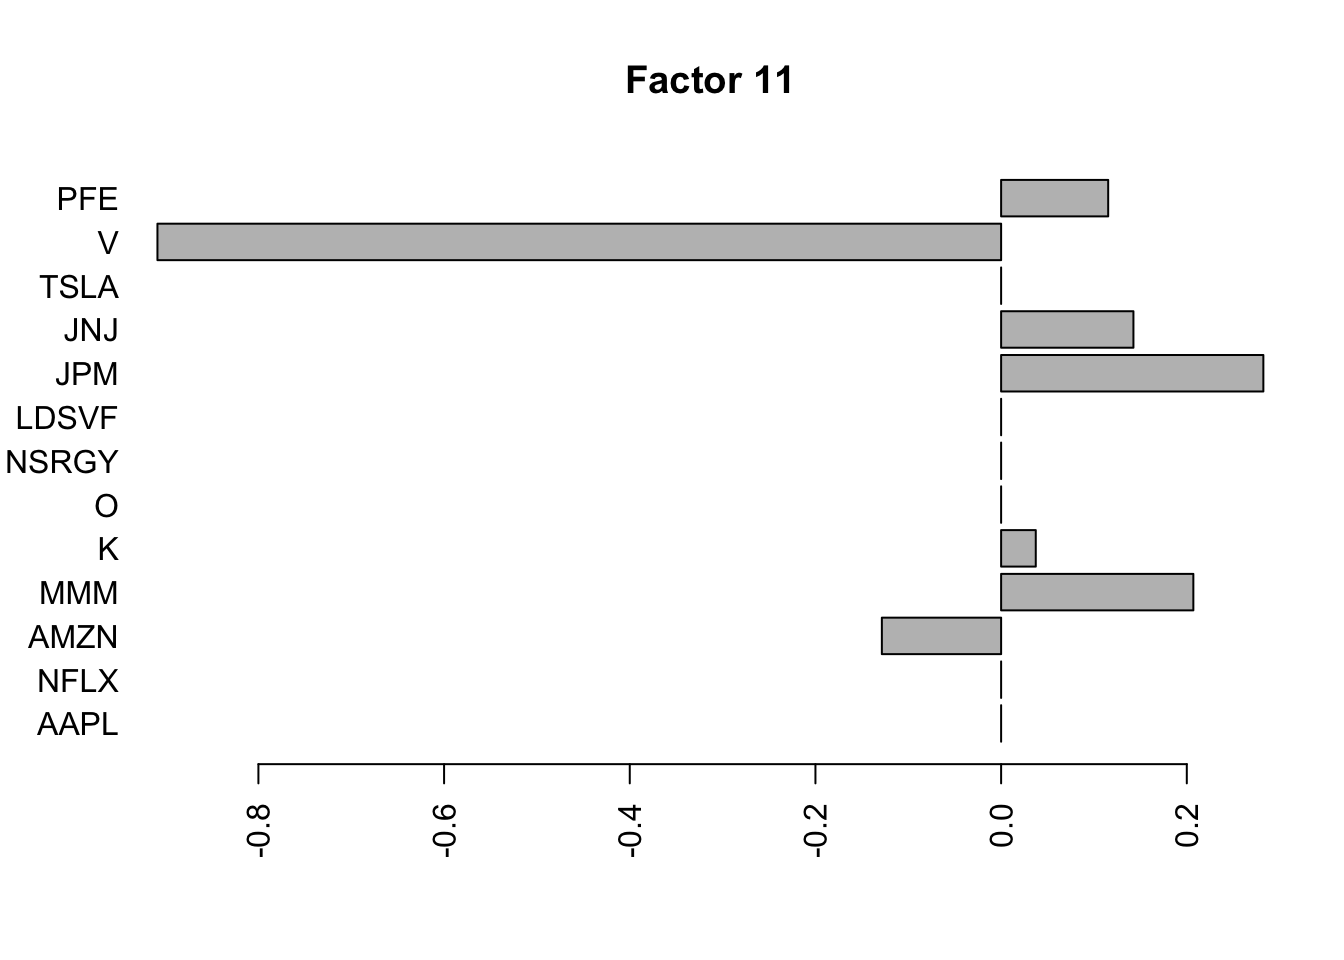 Factor 11
PFE
V
TSLA
JNJ
JPM
LDSVF
NSRGY
O
K
MMM
AMZN
NFLX
AAPL
-0.8 -0.6 -0.4 -0.2 0.0 0.2